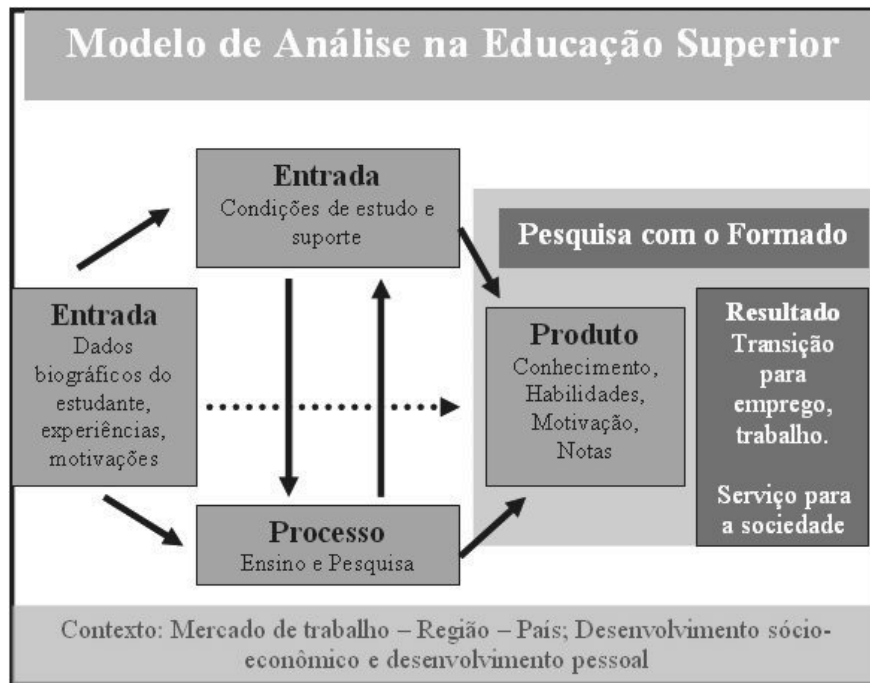 Modelo de Análise na Educação Superior
Entrada
Condições de estudo e
suporte
Pesquisa com o Formado
Entrada
Dados
biográficos do
estudante,
experiências,
motivações
Produto
Conhecimento,
Habilidades,
Motivação,
Notas
Resultado
Transição
para
emprego,
trabalho.
Serviço para
a sociedade
Processo
Ensino e Pesquisa
Contexto: Mercado de trabalho – Região – País; Desenvolvimento sócio-
econômico e desenvolvimento pessoal